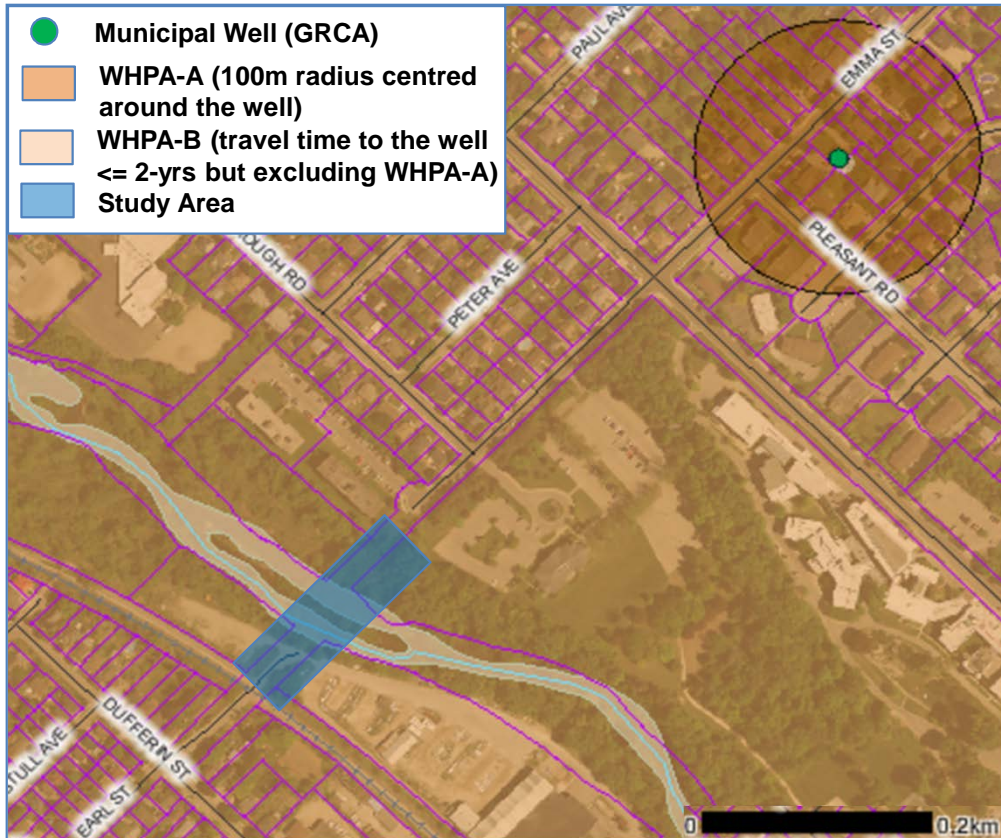 Municipal Well (GRCA)
WHPA-A (100m radius centred
around the well)
WHPA-B (travel time to the well
<= 2-yrs but excluding WHPA-A)
Study Area
PAUL AVE
EMMA ST
OUGH RD
PETER AVE
PLEASANT RD
DUFFERIN ST
STULL AVE
EARL ST
0
0.2km